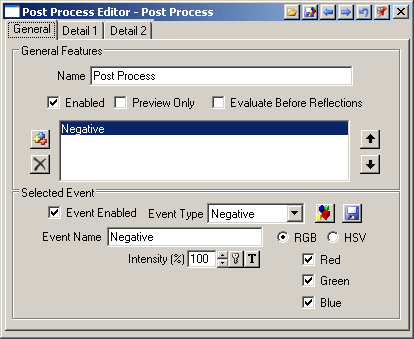 Post Process Editor - Post Process
General Detail 1 Detail 2
General Features
Name Post Process
Enabled Preview Only Evaluate Before Reflections
Negative
Selected Event
Event Enabled Event Type Negative
Event Name Negative RGB HSV
Intensity (%) 100 T Red
Green
Blue